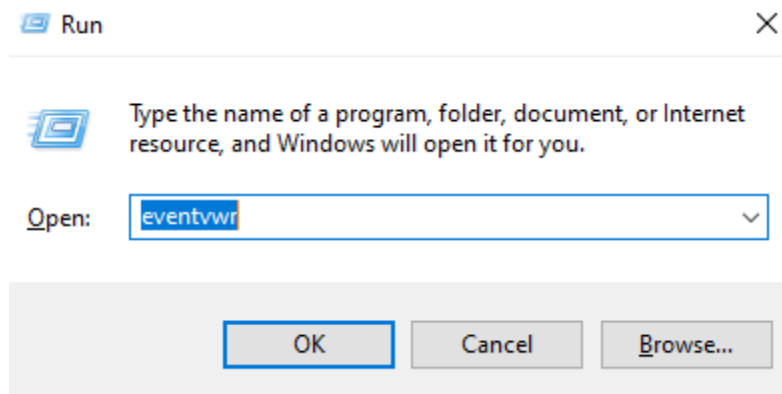 Run
Type the name of a program, folder, document, or Internet
resource, and Windows will open it for you.
Open: eventvwr
OK Cancel Browse...